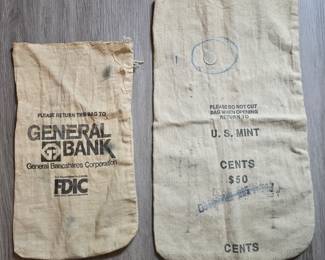 PLEASE RETURN THIS BAG TO
GENERAL
BANK
General Bancshares Corporation
FDIC
PLEASE DO NOT CUT
BAG WHEN OPENING
RETURN TO
U. S. MINT
CENTS
$50
CENTS